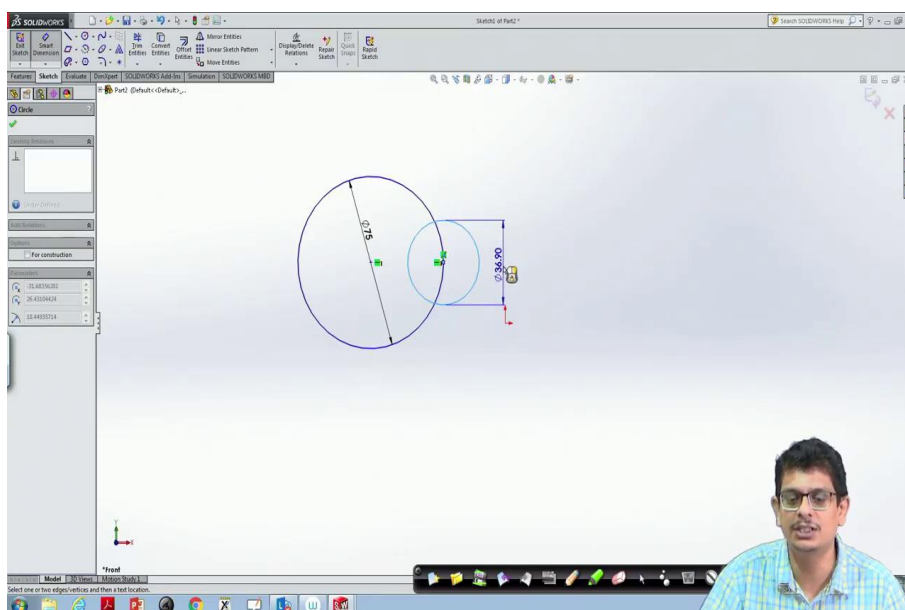 SOLIDWORKS
Sketch1 of Part2 *
Search SOLIDWORKS Help
Exit Sketch
Smart Dimension
Trim Entities
Convert Entities
Offset Entities
Mirror Entities
Linear Sketch Pattern
Move Entities
Display/Delete Relations
Repair Sketch
Quick Snaps
Rapid Sketch
Features Sketch Evaluate DimXpert SOLIDWORKS Add-Ins Simulation SOLIDWORKS MBD
Part2 (Default<<Default>_...
Circle
Existing Relations
Under Defined
Add Relations
Options
For construction
Parameters
26.43104424
18.44935714
Ø75
Ø36.90
Y
X
*Front
Model 3D Views Motion Study 1
Select one or two edges/vertices and then a text location.